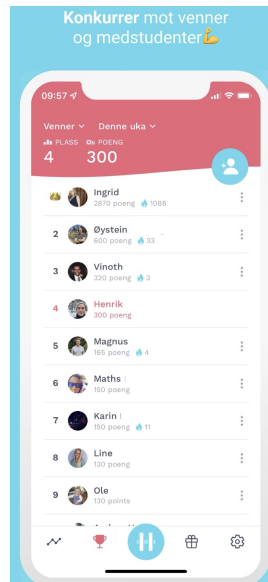 Konkurrer mot venner
og medstudenter
09:57
Venner Denne uka
PLASS POENG
4 300
Ingrid
2870 poeng 1088
2 Øystein
600 poeng 33
3 Vinoth
320 poeng 3
4 Henrik
300 poeng
5 Magnus
165 poeng 4
6 Maths
150 poeng
7 Karin
150 poeng 11
8 Line
130 poeng
9 Ole
130 points